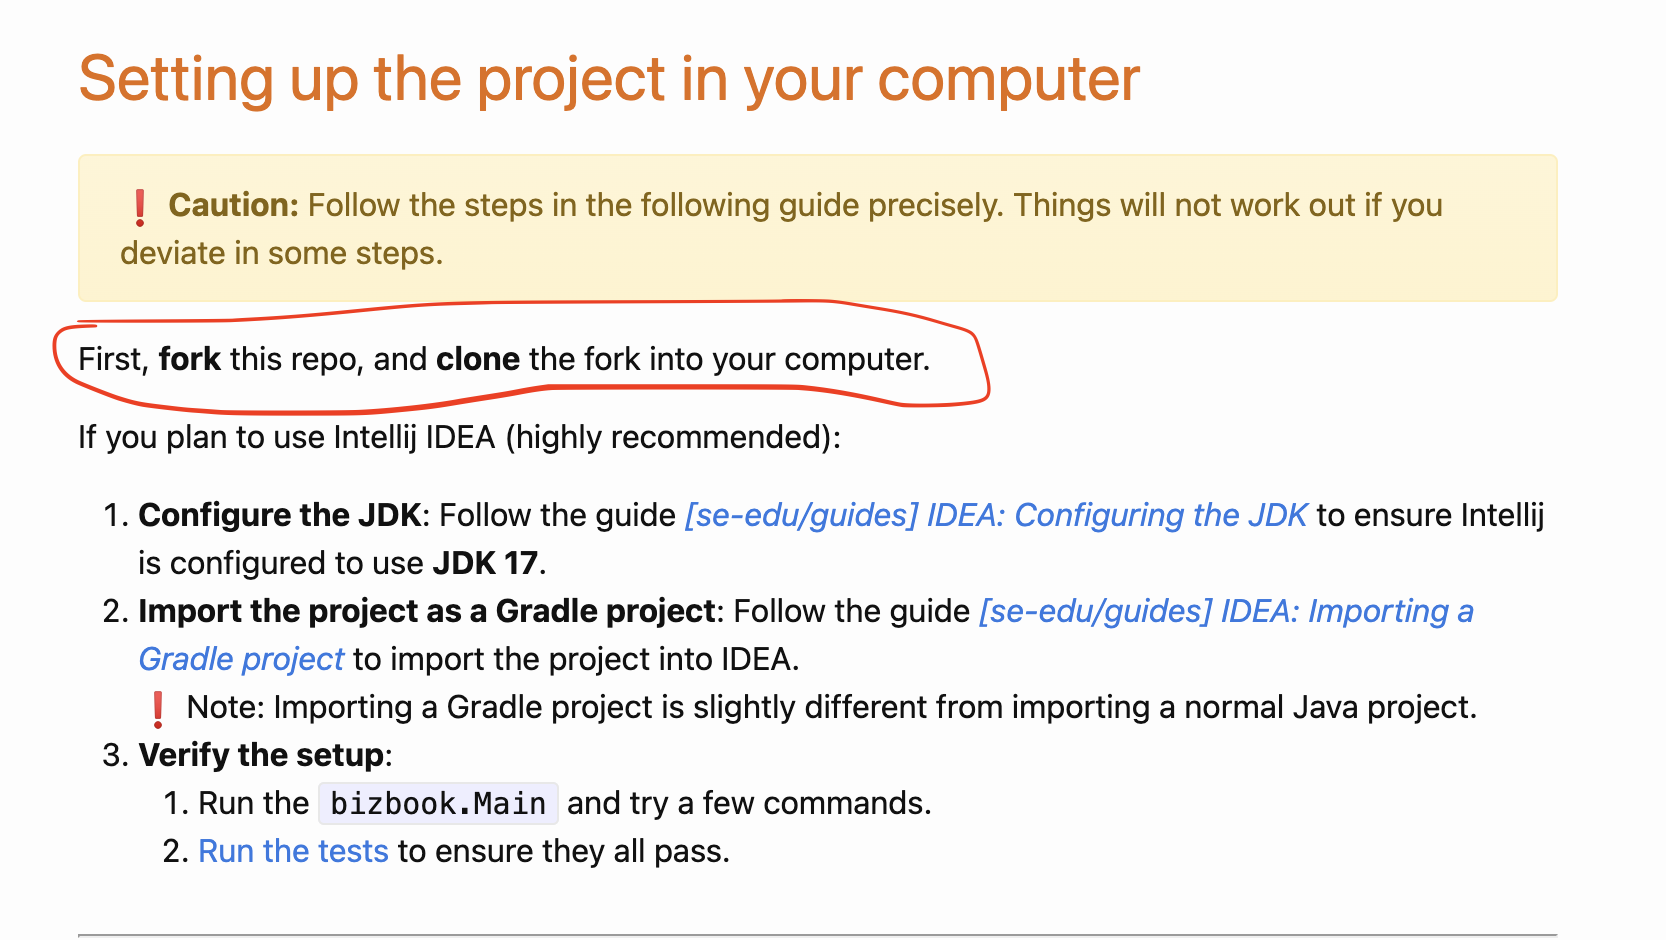 Setting up the project in your computer
❗ Caution: Follow the steps in the following guide precisely. Things will not work out if you
deviate in some steps.
First, fork this repo, and clone the fork into your computer.
If you plan to use Intellij IDEA (highly recommended):
1. Configure the JDK: Follow the guide [se-edu/guides] IDEA: Configuring the JDK to ensure Intellij
is configured to use JDK 17.
2. Import the project as a Gradle project: Follow the guide [se-edu/guides] IDEA: Importing a
Gradle project to import the project into IDEA.
❗ Note: Importing a Gradle project is slightly different from importing a normal Java project.
3. Verify the setup:
1. Run the bizbook.Main and try a few commands.
2. Run the tests to ensure they all pass.